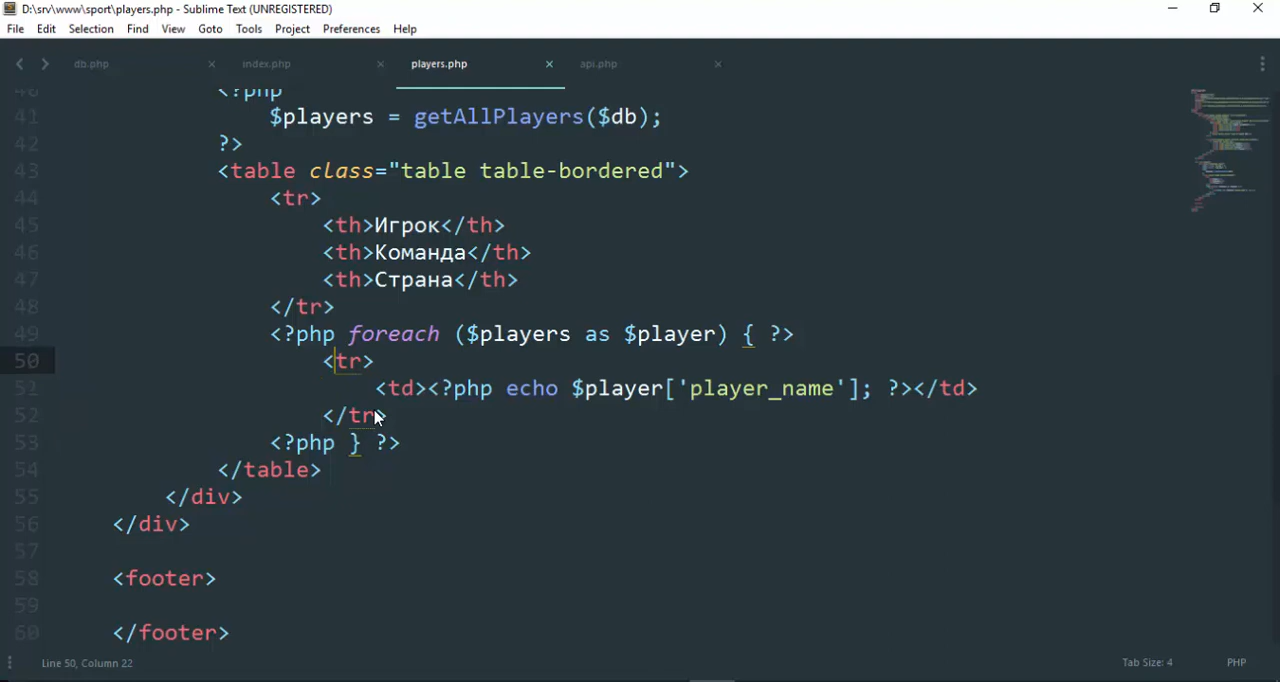 D:\srv\www\sport\players.php - Sublime Text (UNREGISTERED)
File Edit Selection Find View Goto Tools Project Preferences Help
db.php index.php players.php api.php
40 <?php
41 $players = getAllPlayers($db);
42 ?>
43 <table class="table table-bordered">
44 <tr>
45 <th>Игрок</th>
46 <th>Команда</th>
47 <th>Страна</th>
48 </tr>
49 <?php foreach ($players as $player) { ?>
50 <tr>
51 <td><?php echo $player['player_name']; ?></td>
52 </tr>
53 <?php } ?>
54 </table>
55 </div>
56 </div>
57
58 <footer>
59
60 </footer>
Line 50, Column 22 Tab Size: 4 PHP